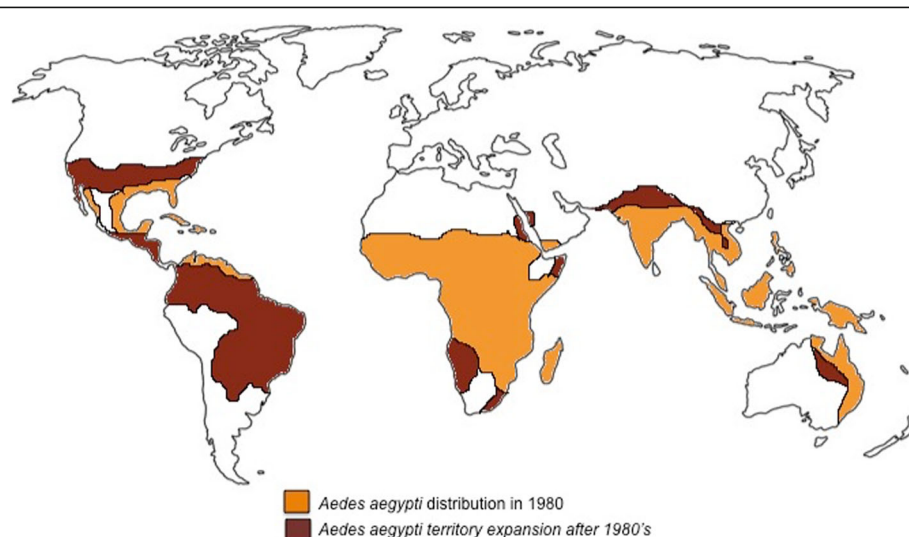 Aedes aegypti distribution in 1980
Aedes aegypti territory expansion after 1980's